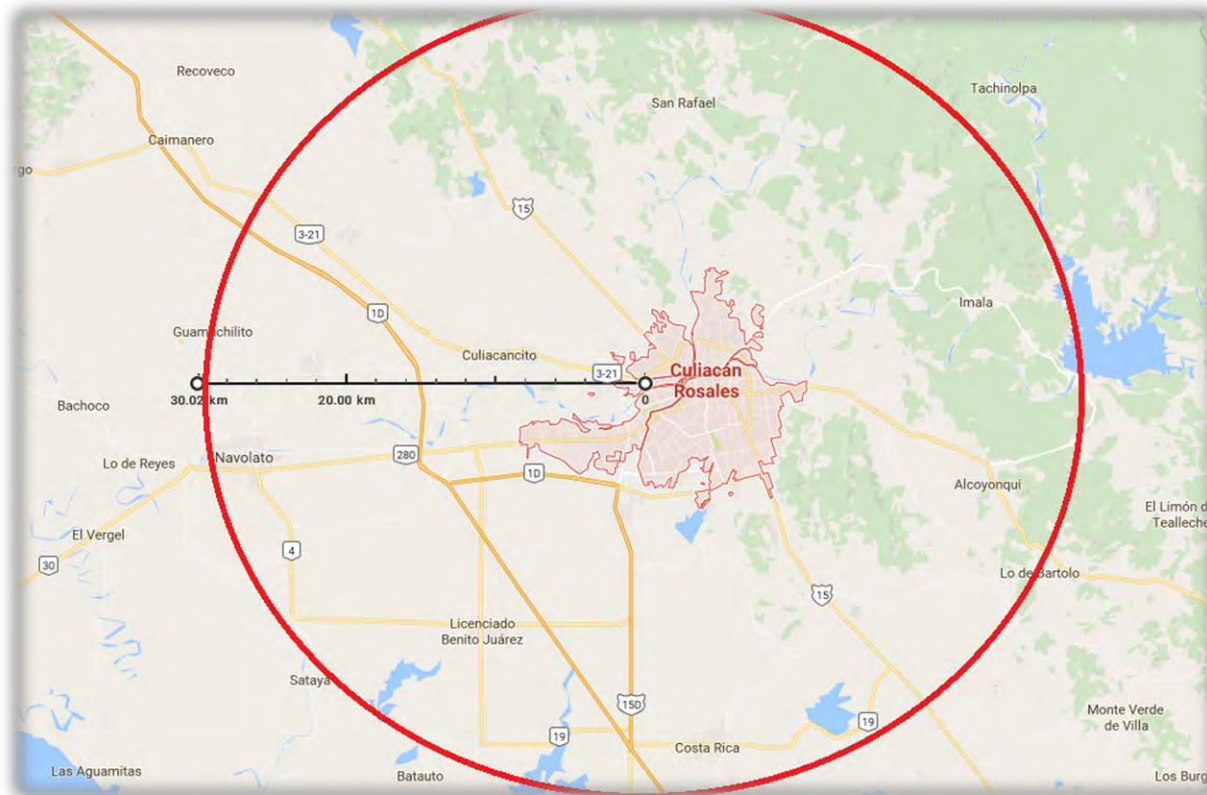 Recoveco
Tachinolpa
San Rafael
Caimanero
rgo
15
3-21
Imala
1D
Guamuchilito
Culiacancito
3-21
Culiacán
Rosales
30.02 km
20.00 km
0
Bachoco
Navolato
280
Lo de Reyes
1D
Alcoyonqui
El Limón d
Tealleche
El Vergel
4
30
Lo de Bartolo
15
Licenciado
Benito Juárez
Sataya
15D
Monte Verde
de Villa
19
19
Costa Rica
Las Aguamitas
Batauto
Los Burg